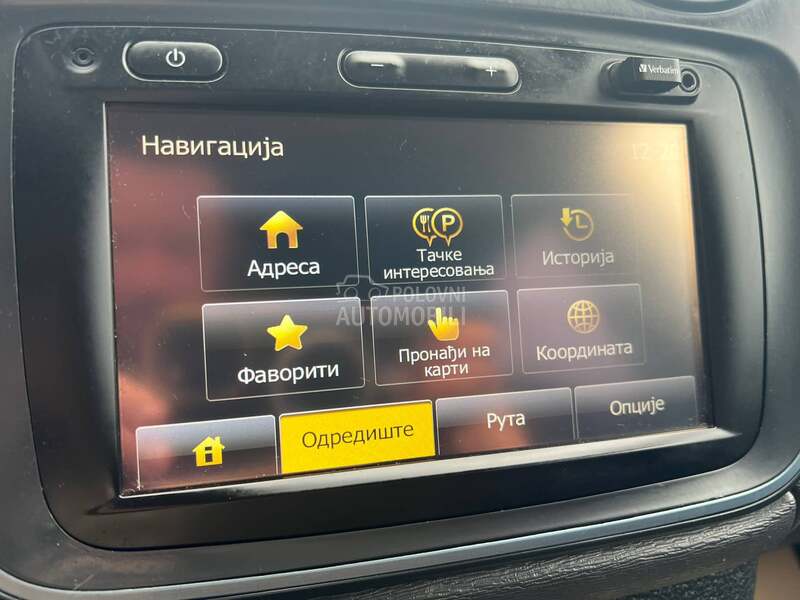 Verbatim
Навигација
Адреса
Тачке
интересовања
Историја
POLOVNI
AUTOMOBILI
Фаворити
Пронађи на
карти
Координата
Одредиште
Рута
Опције